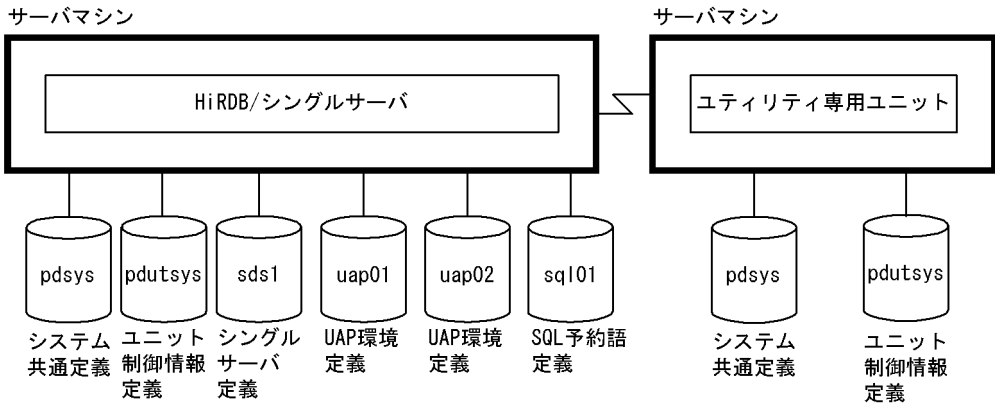 サーバマシン
サーバマシン
HiRDB/シングルサーバ
ユティリティ専用ユニット
pdsys
pdutsys
sds1
uap01
uap02
sql01
pdsys
pdutsys
システム
共通定義
ユニット
制御情報
定義
シングル
サーバ
定義
UAP環境
定義
UAP環境
定義
SQL予約語
定義
システム
共通定義
ユニット
制御情報
定義